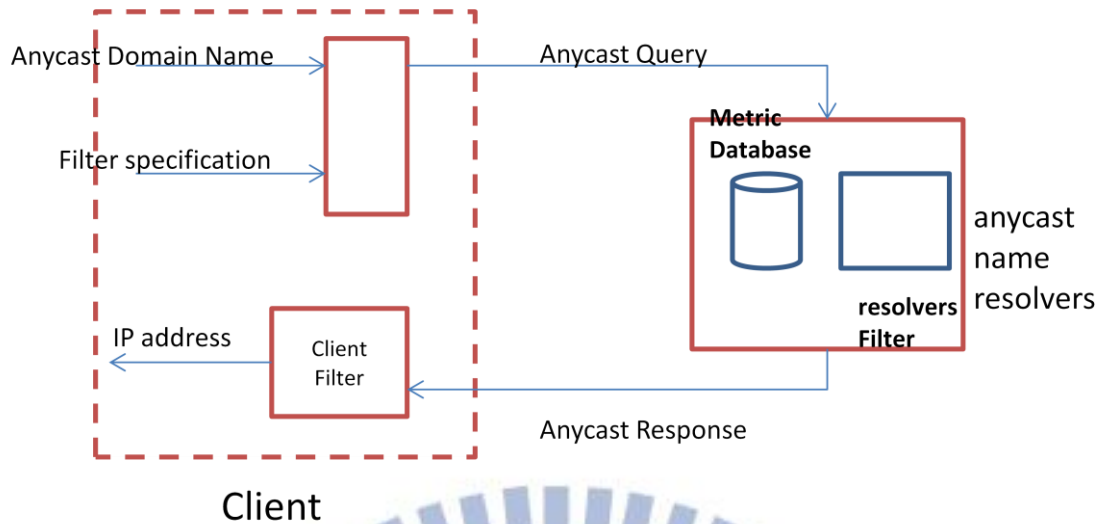 Anycast Domain Name
Anycast Query
Metric
Database
Filter specification
anycast
name
resolvers
resolvers
Filter
IP address
Client
Filter
Anycast Response
Client